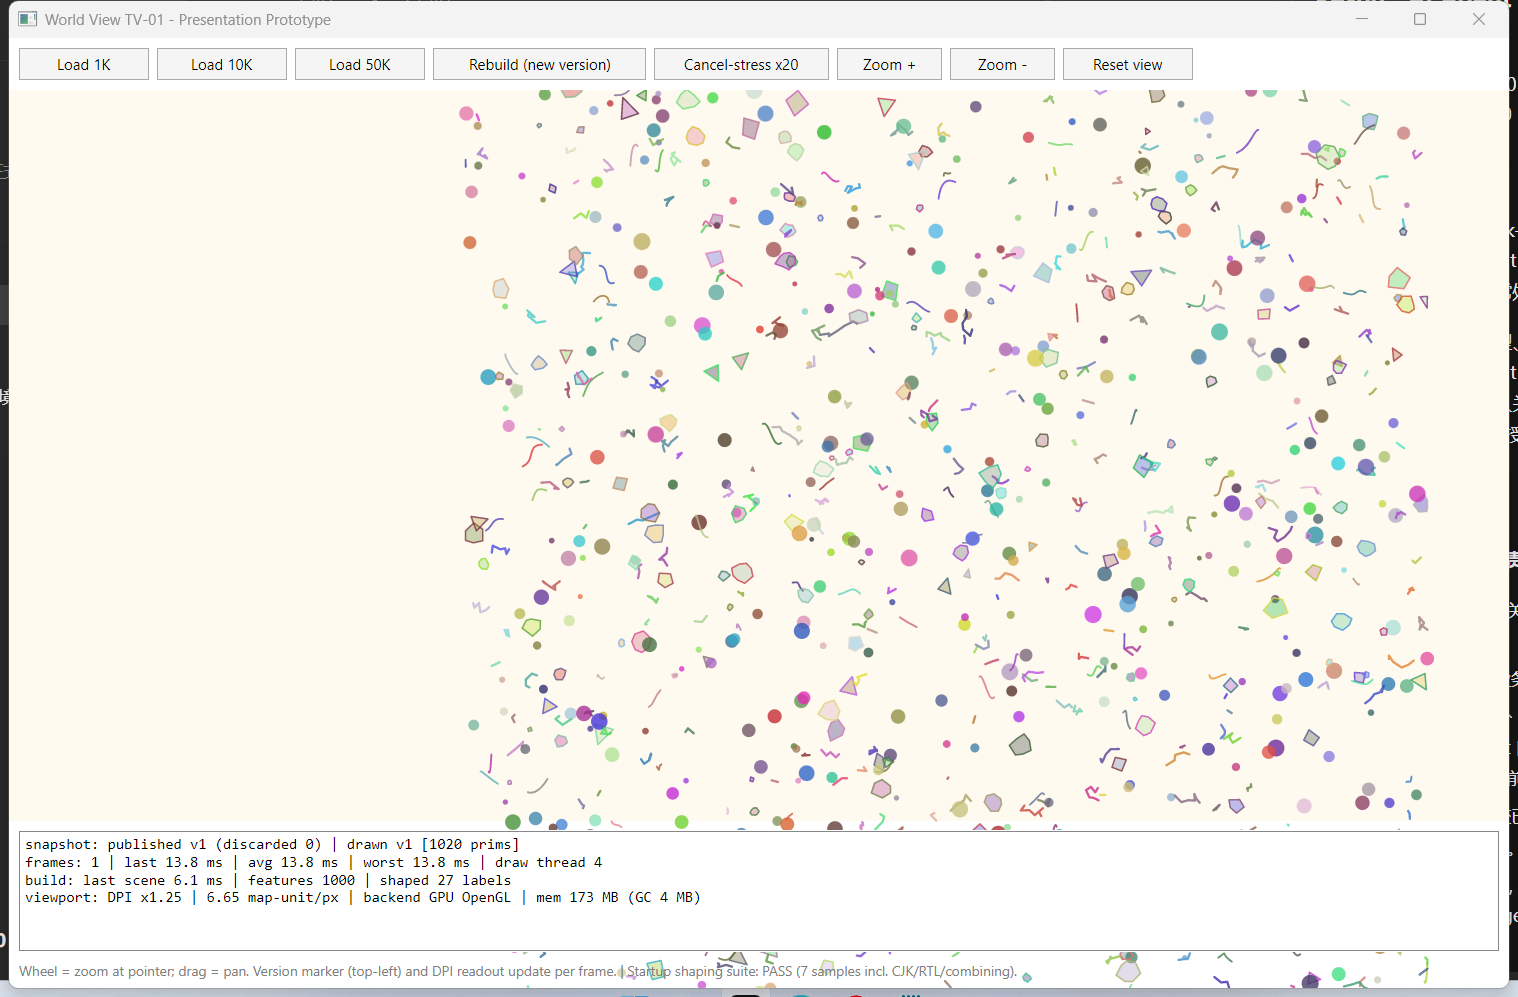 World View TV-01 - Presentation Prototype
Load 1K
Load 10K
Load 50K
Rebuild (new version)
Cancel-stress x20
Zoom +
Zoom -
Reset view
snapshot: published v1 (discarded 0) | drawn v1 [1020 prims]
frames: 1 | last 13.8 ms | avg 13.8 ms | worst 13.8 ms | draw thread 4
build: last scene 6.1 ms | features 1000 | shaped 27 labels
viewport: DPI x1.25 | 6.65 map-unit/px | backend GPU OpenGL | mem 173 MB (GC 4 MB)
Wheel = zoom at pointer; drag = pan. Version marker (top-left) and DPI readout update per frame. | Startup shaping suite: PASS (7 samples incl. CJK/RTL/combining).